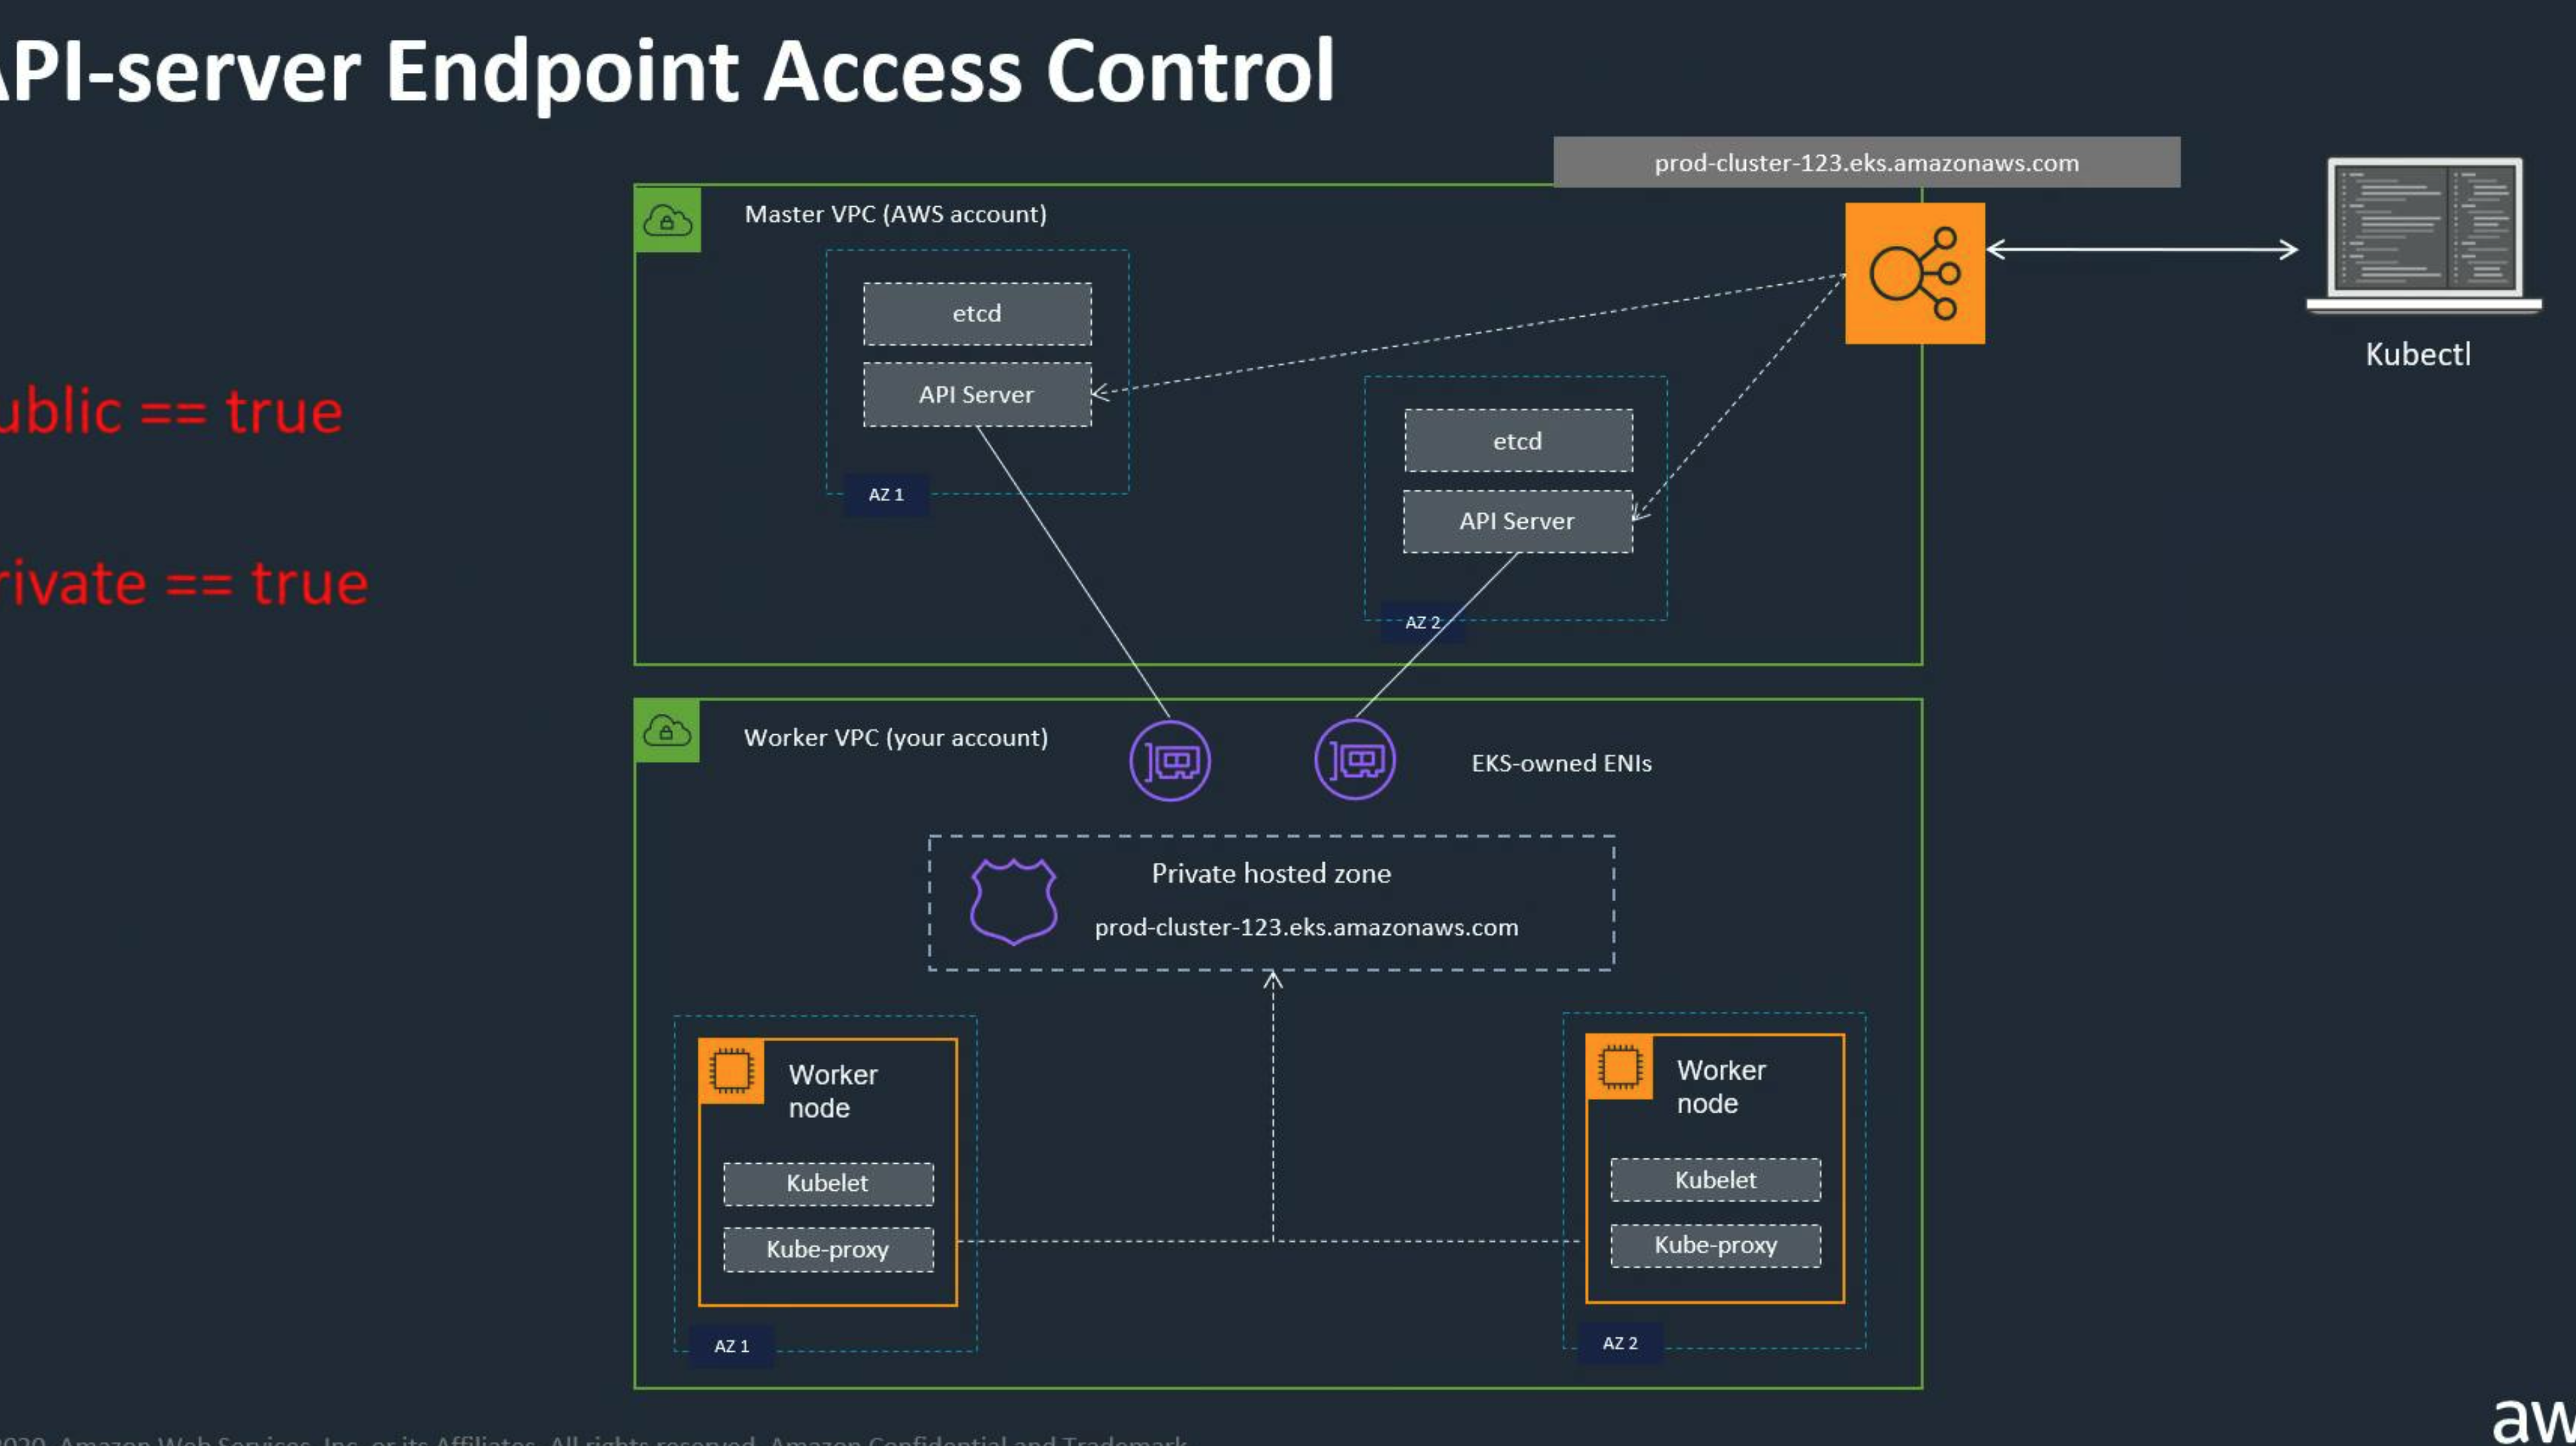 API-server Endpoint Access Control
prod-cluster-123.eks.amazonaws.com
Master VPC (AWS account)
etcd
API Server
AZ 1
etcd
API Server
AZ 2
Kubectl
ublic == true
rivate == true
Worker VPC (your account)
EKS-owned ENIs
Private hosted zone
prod-cluster-123.eks.amazonaws.com
Worker
node
Kubelet
Kube-proxy
AZ 1
Worker
node
Kubelet
Kube-proxy
AZ 2
2020, Amazon Web Services, Inc. or its Affiliates. All rights reserved. Amazon Confidential and Trademark
aw